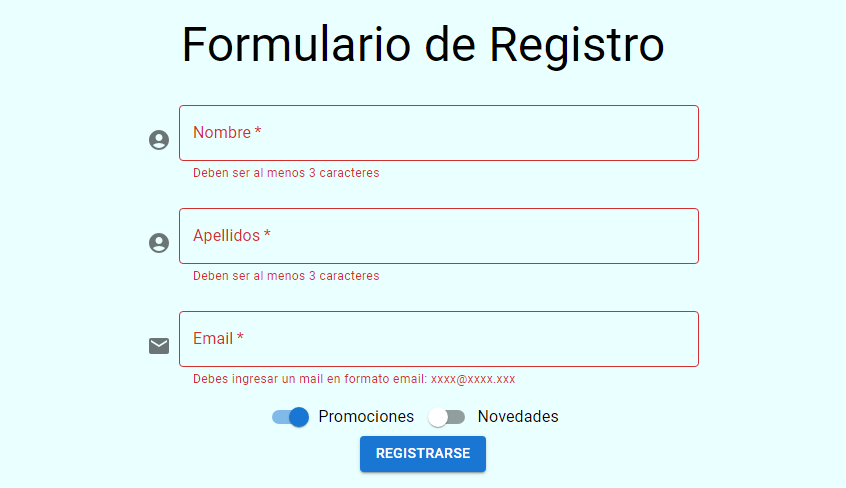 Formulario de Registro
Nombre *
Deben ser al menos 3 caracteres
Apellidos *
Deben ser al menos 3 caracteres
Email *
Debes ingresar un mail en formato email: xxxx@xxxx.xxx
Promociones Novedades
REGISTRARSE